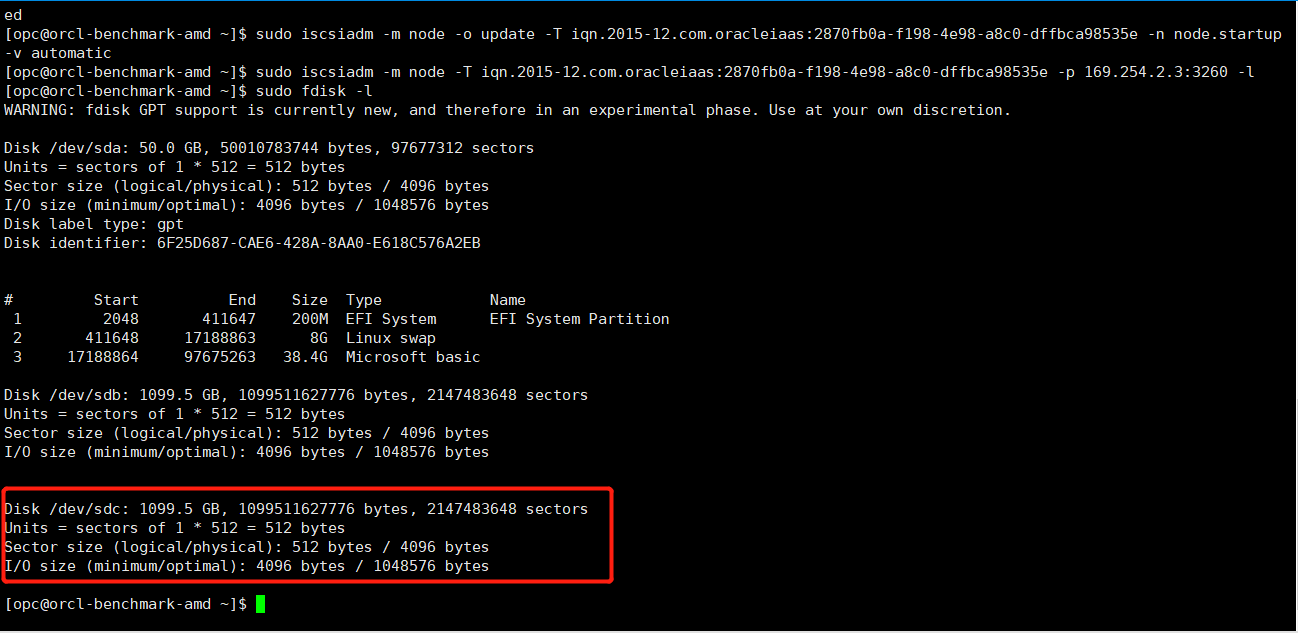 ed
[opc@orcl-benchmark-amd ~]$ sudo iscsiadm -m node -o update -T iqn.2015-12.com.oracleiaas:2870fb0a-f198-4e98-a8c0-dffbca98535e -n node.startup
-v automatic
[opc@orcl-benchmark-amd ~]$ sudo iscsiadm -m node -T iqn.2015-12.com.oracleiaas:2870fb0a-f198-4e98-a8c0-dffbca98535e -p 169.254.2.3:3260 -l
[opc@orcl-benchmark-amd ~]$ sudo fdisk -l
WARNING: fdisk GPT support is currently new, and therefore in an experimental phase. Use at your own discretion.
Disk /dev/sda: 50.0 GB, 50010783744 bytes, 97677312 sectors
Units = sectors of 1 * 512 = 512 bytes
Sector size (logical/physical): 512 bytes / 4096 bytes
I/O size (minimum/optimal): 4096 bytes / 1048576 bytes
Disk label type: gpt
Disk identifier: 6F25D687-CAE6-428A-8AA0-E618C576A2EB
#         Start          End    Size  Type            Name
 1         2048       411647    200M  EFI System      EFI System Partition
 2       411648     17188863      8G  Linux swap
 3     17188864     97675263   38.4G  Microsoft basic
Disk /dev/sdb: 1099.5 GB, 1099511627776 bytes, 2147483648 sectors
Units = sectors of 1 * 512 = 512 bytes
Sector size (logical/physical): 512 bytes / 4096 bytes
I/O size (minimum/optimal): 4096 bytes / 1048576 bytes
Disk /dev/sdc: 1099.5 GB, 1099511627776 bytes, 2147483648 sectors
Units = sectors of 1 * 512 = 512 bytes
Sector size (logical/physical): 512 bytes / 4096 bytes
I/O size (minimum/optimal): 4096 bytes / 1048576 bytes
[opc@orcl-benchmark-amd ~]$